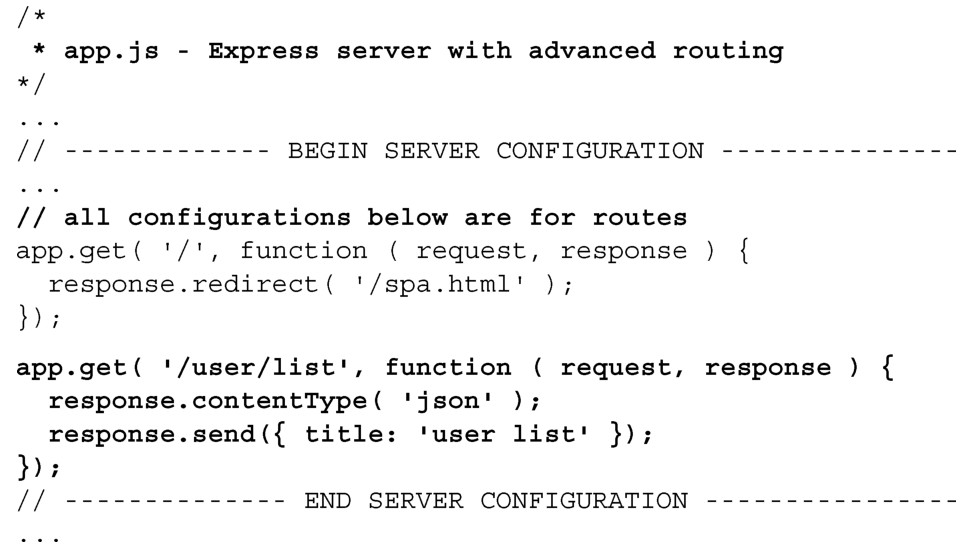 /*
 * app.js - Express server with advanced routing
*/
...
// ------------- BEGIN SERVER CONFIGURATION ---------------
...
// all configurations below are for routes
app.get( '/', function ( request, response ) {
  response.redirect( '/spa.html' );
});
app.get( '/user/list', function ( request, response ) {
  response.contentType( 'json' );
  response.send({ title: 'user list' });
});
// -------------- END SERVER CONFIGURATION ----------------
...